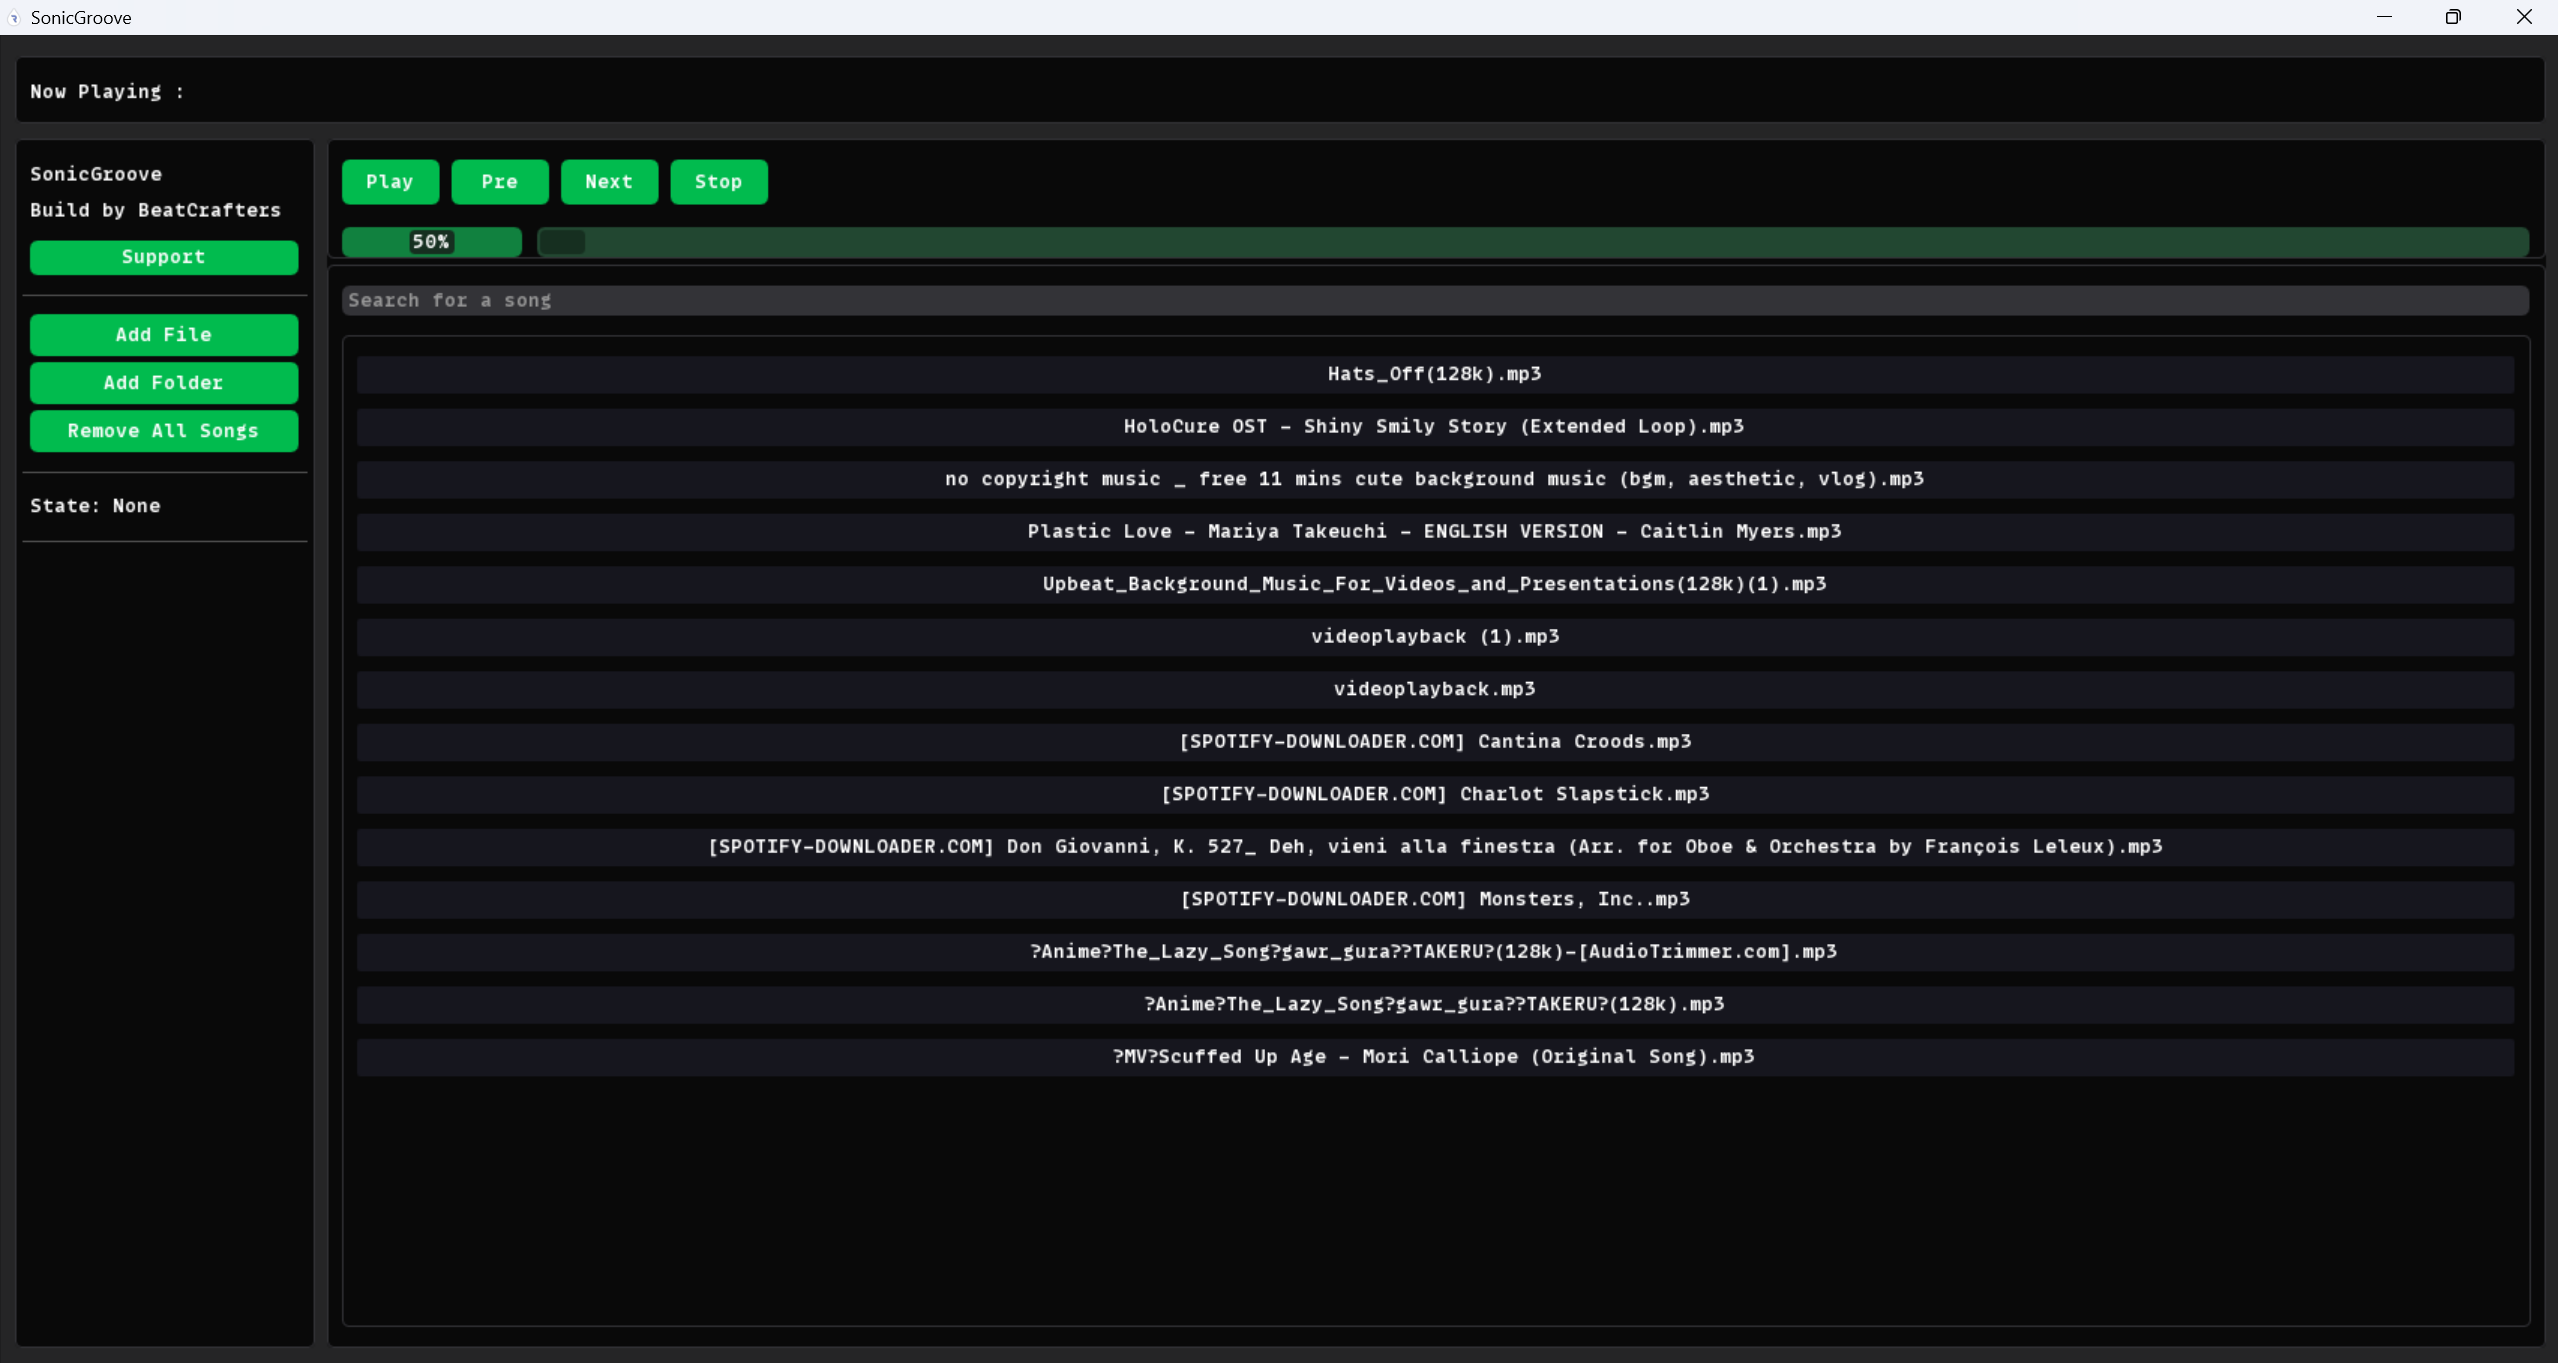 SonicGroove
Now Playing :
SonicGroove
Build by BeatCrafters
Support
Add File
Add Folder
Remove All Songs
State: None
Play Pre Next Stop
50%
Search for a song
Hats_Off(128k).mp3
HoloCure OST – Shiny Smily Story (Extended Loop).mp3
no copyright music _ free 11 mins cute background music (bgm, aesthetic, vlog).mp3
Plastic Love – Mariya Takeuchi – ENGLISH VERSION – Caitlin Myers.mp3
Upbeat_Background_Music_For_Videos_and_Presentations(128k)(1).mp3
videoplayback (1).mp3
videoplayback.mp3
[SPOTIFY-DOWNLOADER.COM] Cantina Croods.mp3
[SPOTIFY-DOWNLOADER.COM] Charlot Slapstick.mp3
[SPOTIFY-DOWNLOADER.COM] Don Giovanni, K. 527_ Deh, vieni alla finestra (Arr. for Oboe & Orchestra by François Leleux).mp3
[SPOTIFY-DOWNLOADER.COM] Monsters, Inc..mp3
?Anime?The_Lazy_Song?gawr_gura??TAKERU?(128k)-[AudioTrimmer.com].mp3
?Anime?The_Lazy_Song?gawr_gura??TAKERU?(128k).mp3
?MV?Scuffed Up Age – Mori Calliope (Original Song).mp3